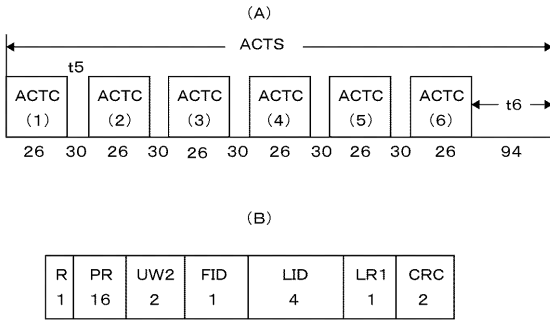 (A)
ACTS
t5
ACTC ACTC ACTC ACTC ACTC ACTC
(1) (2) (3) (4) (5) (6)
t6
26 30 26 30 26 30 26 30 26 30 26 94
(B)
R PR UW2 FID LID LR1 CRC
1 16 2 1 4 1 2